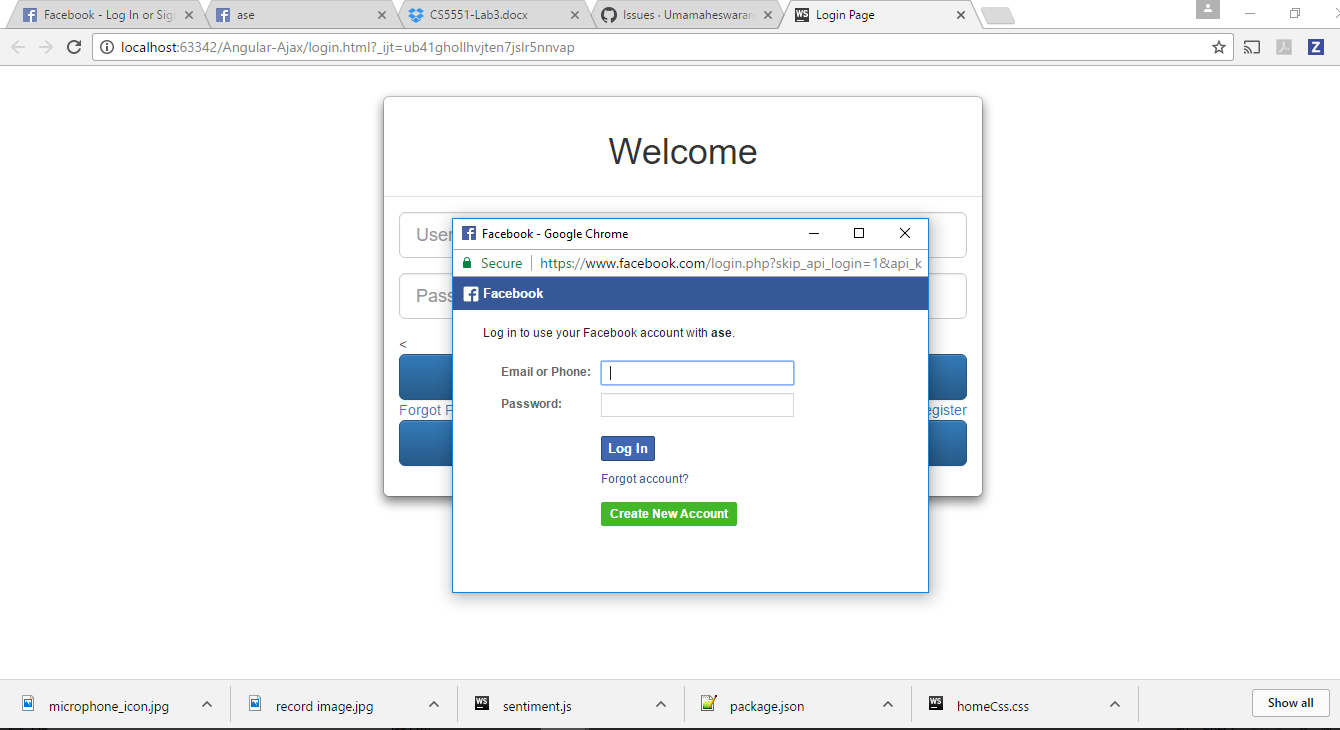 Facebook - Log In or Sig
ase
CS5551-Lab3.docx
Issues · Umamaheswarar
Login Page
localhost:63342/Angular-Ajax/login.html?_ijt=ub41ghollhvjten7jslr5nnvap
Welcome
User
Facebook - Google Chrome
Secure
https://www.facebook.com/login.php?skip_api_login=1&api_k
Pass
Facebook
Log in to use your Facebook account with ase.
<
Email or Phone:
Password:
Forgot P
egister
Log In
Forgot account?
Create New Account
microphone_icon.jpg
record image.jpg
sentiment.js
package.json
homeCss.css
Show all